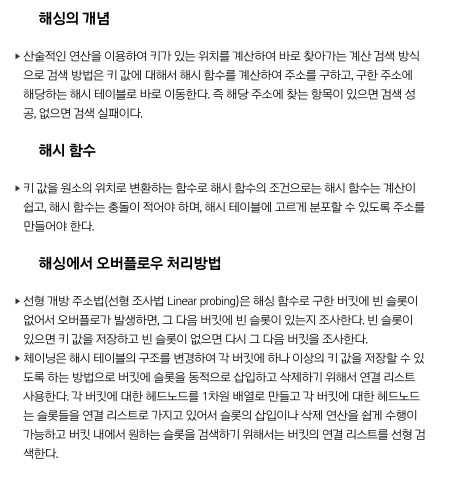 해싱의 개념
▸ 산술적인 연산을 이용하여 키가 있는 위치를 계산하여 바로 찾아가는 계산 검색 방식
으로 검색 방법은 키 값에 대해서 해시 함수를 계산하여 주소를 구하고, 구한 주소에
해당하는 해시 테이블로 바로 이동한다. 즉 해당 주소에 찾는 항목이 있으면 검색 성
공, 없으면 검색 실패이다.
해시 함수
▸ 키 값을 원소의 위치로 변환하는 함수로 해시 함수의 조건으로는 해시 함수는 계산이
쉽고, 해시 함수는 충돌이 적어야 하며, 해시 테이블에 고르게 분포할 수 있도록 주소를
만들어야 한다.
해싱에서 오버플로우 처리방법
▸ 선형 개방 주소법(선형 조사법 Linear probing)은 해싱 함수로 구한 버킷에 빈 슬롯이
없어서 오버플로가 발생하면, 그 다음 버킷에 빈 슬롯이 있는지 조사한다. 빈 슬롯이
있으면 키 값을 저장하고 빈 슬롯이 없으면 다시 그 다음 버킷을 조사한다.
▸ 체이닝은 해시 테이블의 구조를 변경하여 각 버킷에 하나 이상의 키 값을 저장할 수 있
도록 하는 방법으로 버킷에 슬롯을 동적으로 삽입하고 삭제하기 위해서 연결 리스트
사용한다. 각 버킷에 대한 헤드노드를 1차원 배열로 만들고 각 버킷에 대한 헤드노드
는 슬롯들을 연결 리스트로 가지고 있어서 슬롯의 삽입이나 삭제 연산을 쉽게 수행이
가능하고 버킷 내에서 원하는 슬롯을 검색하기 위해서는 버킷의 연결 리스트를 선형 검
색한다.